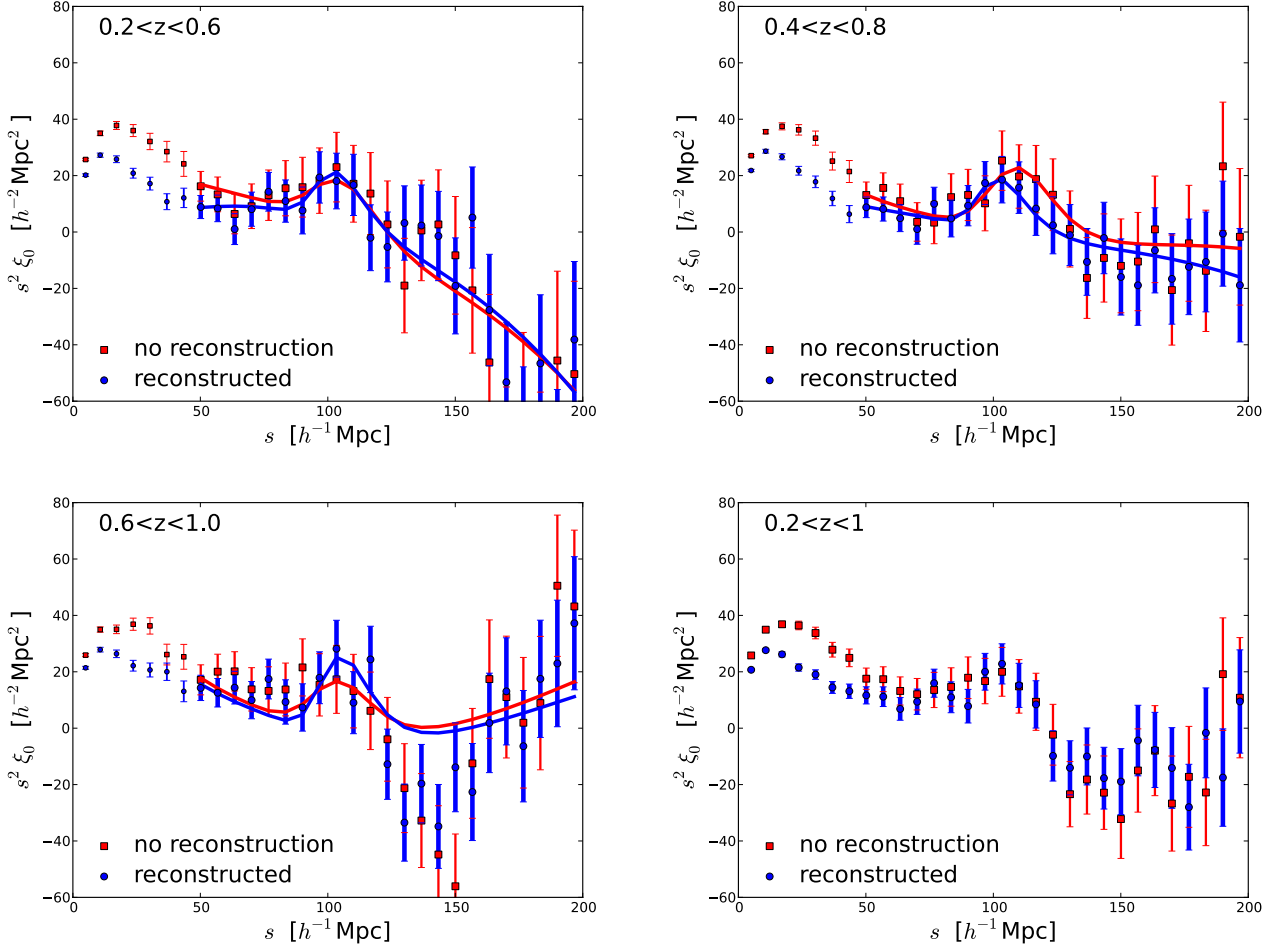 0.2<z<0.6
80
60
40
20
0
−20
−40
−60
s² ξ₀ [h⁻² Mpc²]
no reconstruction
reconstructed
0 50 100 150 200
s [h⁻¹ Mpc]
0.4<z<0.8
80
60
40
20
0
−20
−40
−60
s² ξ₀ [h⁻² Mpc²]
no reconstruction
reconstructed
0 50 100 150 200
s [h⁻¹ Mpc]
0.6<z<1.0
80
60
40
20
0
−20
−40
−60
s² ξ₀ [h⁻² Mpc²]
no reconstruction
reconstructed
0 50 100 150 200
s [h⁻¹ Mpc]
0.2<z<1
80
60
40
20
0
−20
−40
−60
s² ξ₀ [h⁻² Mpc²]
no reconstruction
reconstructed
0 50 100 150 200
s [h⁻¹ Mpc]